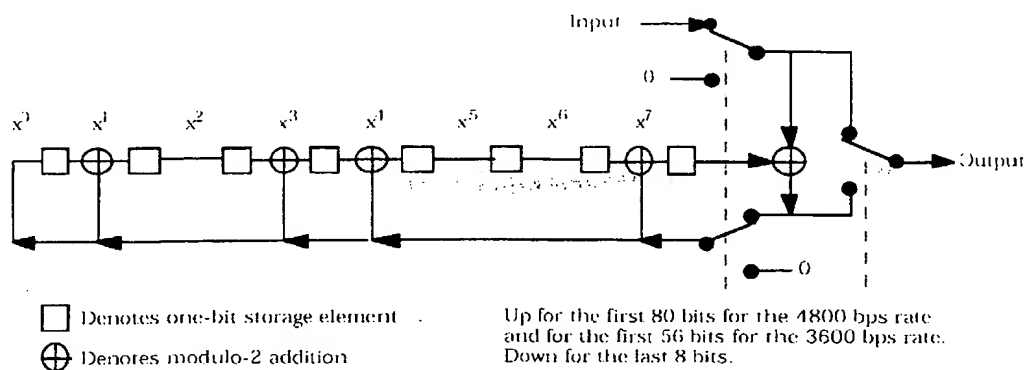 Input
0
x⁰ x¹ x² x³ x⁴ x⁵ x⁶ x⁷
Output
0
Denotes one-bit storage element
Denotes modulo-2 addition
Up for the first 80 bits for the 4800 bps rate
and for the first 56 bits for the 3600 bps rate.
Down for the last 8 bits.